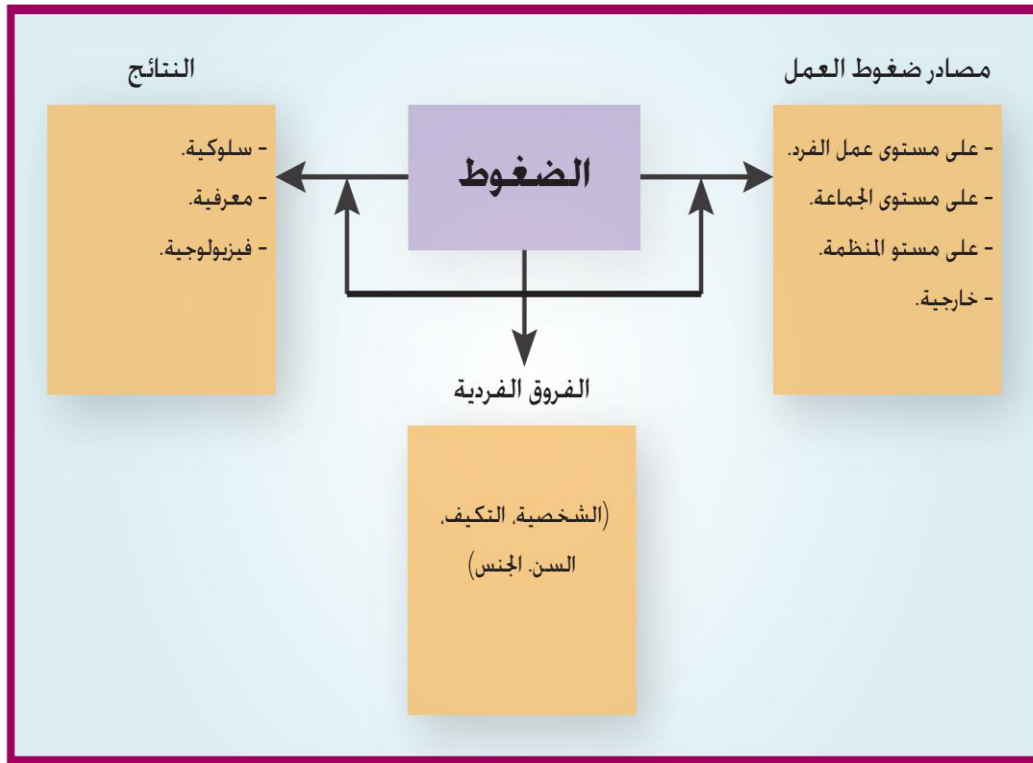 مصادر ضغوط العمل
- على مستوى عمل الفرد.
- على مستوى الجماعة.
- على مستو المنظمة.
- خارجية.
الضغوط
النتائج
- سلوكية.
- معرفية.
- فيزيولوجية.
الفروق الفردية
(الشخصية، التكيف،
السن. الجنس)